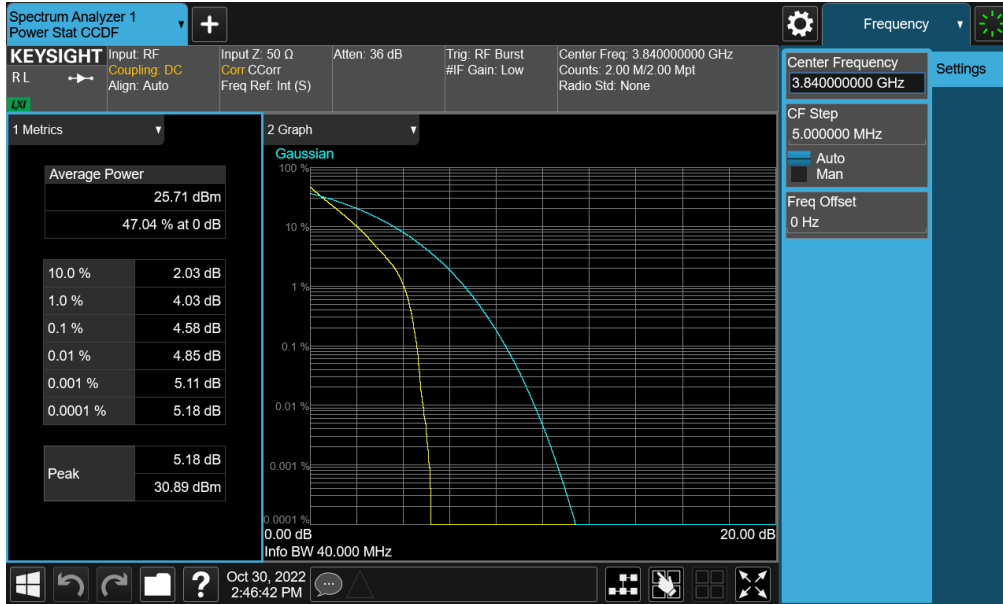 Spectrum Analyzer 1
Power Stat CCDF
Frequency
KEYSIGHT
R L
LXI
Input: RF
Coupling: DC
Align: Auto
Input Z: 50 Ω
Corr CCorr
Freq Ref: Int (S)
Atten: 36 dB
Trig: RF Burst
#IF Gain: Low
Center Freq: 3.840000000 GHz
Counts: 2.00 M/2.00 Mpt
Radio Std: None
Center Frequency
3.840000000 GHz
Settings
CF Step
5.000000 MHz
Auto
Man
Freq Offset
0 Hz
1 Metrics
Average Power
25.71 dBm
47.04 % at 0 dB
10.0 % 2.03 dB
1.0 % 4.03 dB
0.1 % 4.58 dB
0.01 % 4.85 dB
0.001 % 5.11 dB
0.0001 % 5.18 dB
Peak
5.18 dB
30.89 dBm
2 Graph
Gaussian
100 %
10 %
1 %
0.1 %
0.01 %
0.001 %
0.0001 %
0.00 dB 20.00 dB
Info BW 40.000 MHz
?
Oct 30, 2022
2:46:42 PM